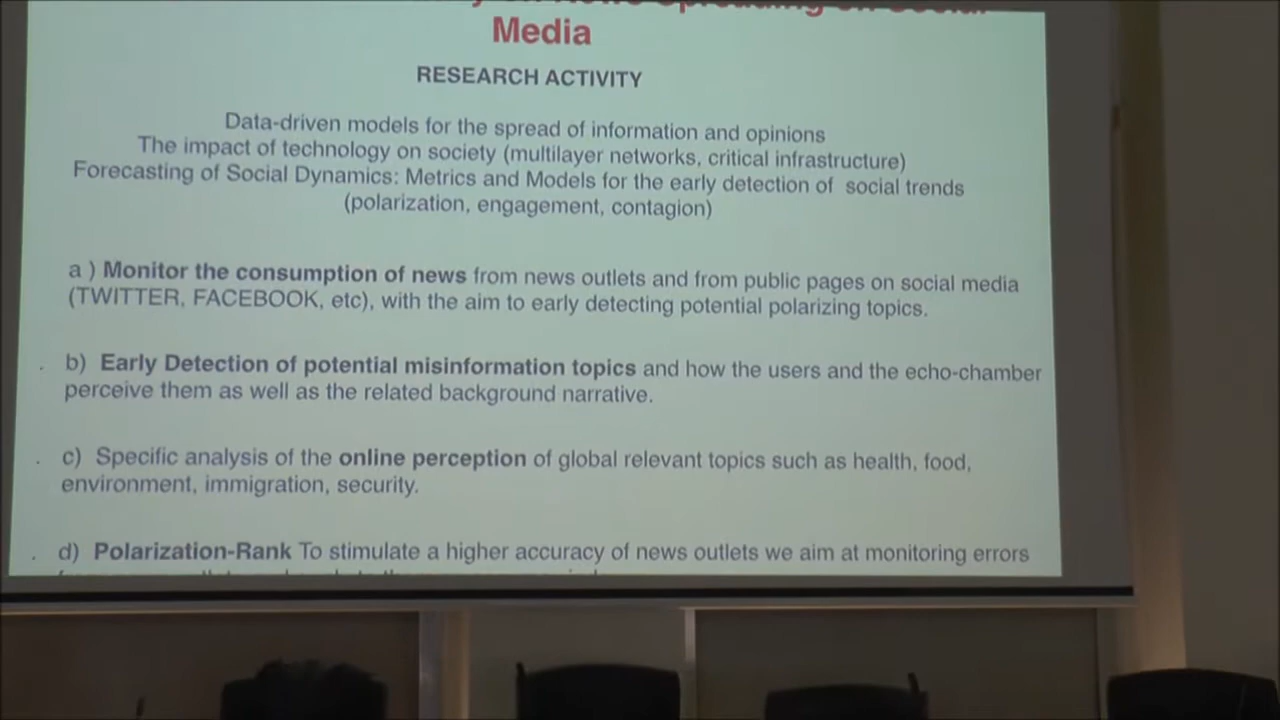 Spreading on Social
Media
RESEARCH ACTIVITY
Data-driven models for the spread of information and opinions
The impact of technology on society (multilayer networks, critical infrastructure)
Forecasting of Social Dynamics: Metrics and Models for the early detection of social trends
(polarization, engagement, contagion)
a ) Monitor the consumption of news from news outlets and from public pages on social media
(TWITTER, FACEBOOK, etc), with the aim to early detecting potential polarizing topics.
. b) Early Detection of potential misinformation topics and how the users and the echo-chamber
perceive them as well as the related background narrative.
. c) Specific analysis of the online perception of global relevant topics such as health, food,
environment, immigration, security.
. d) Polarization-Rank To stimulate a higher accuracy of news outlets we aim at monitoring errors